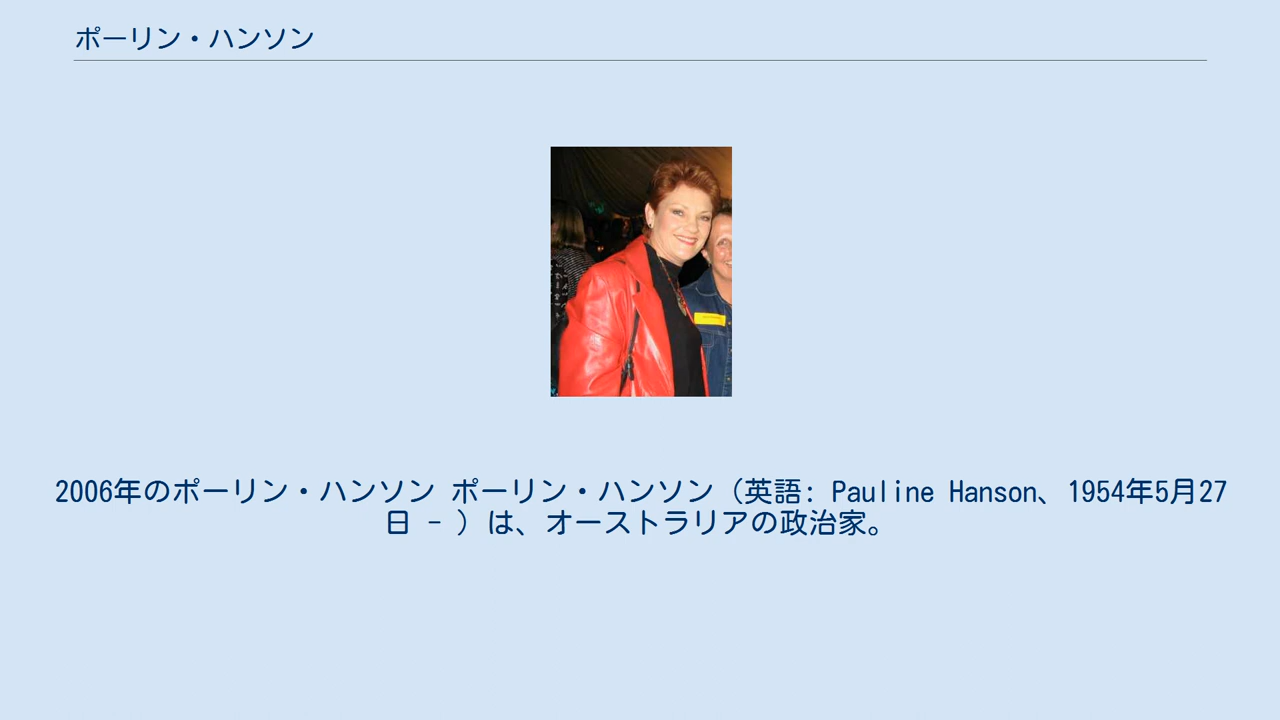 ポーリン・ハンソン
2006年のポーリン・ハンソン ポーリン・ハンソン（英語: Pauline Hanson、1954年5月27
日 - ）は、オーストラリアの政治家。